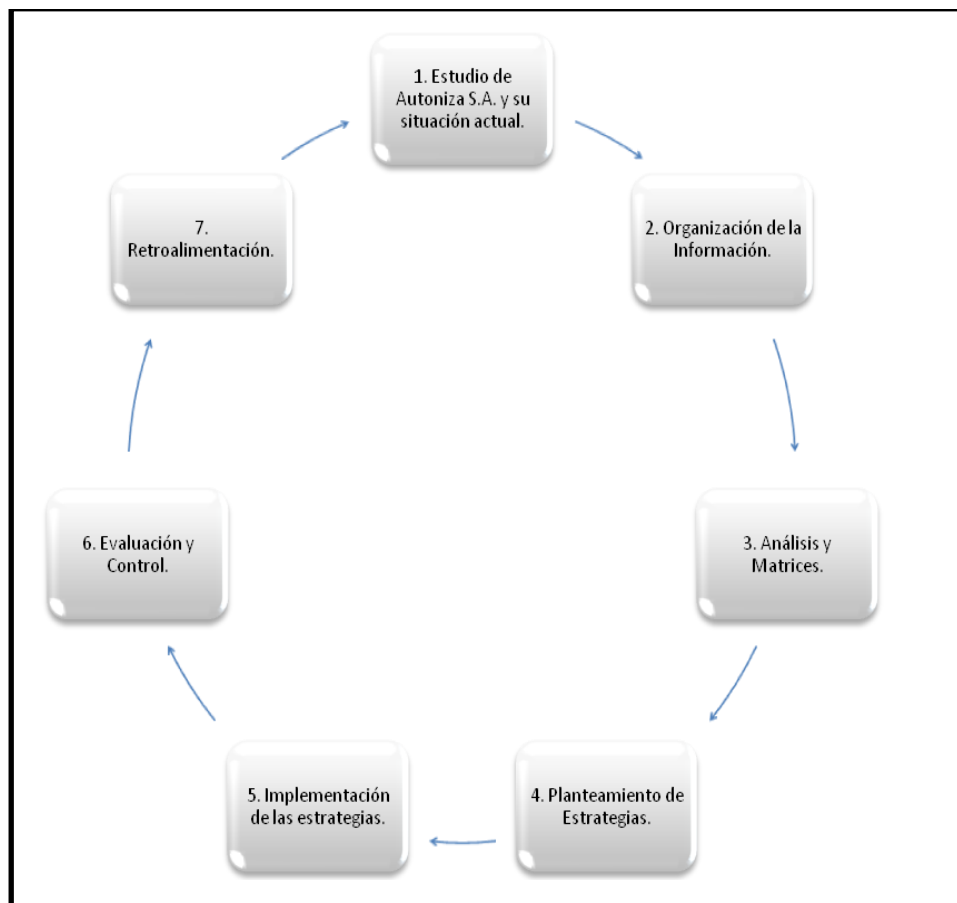 1. Estudio de
Autoniza S.A. y su
situación actual.
2. Organización de la
Información.
3. Análisis y
Matrices.
4. Planteamiento de
Estrategias.
5. Implementación
de las estrategias.
6. Evaluación y
Control.
7.
Retroalimentación.